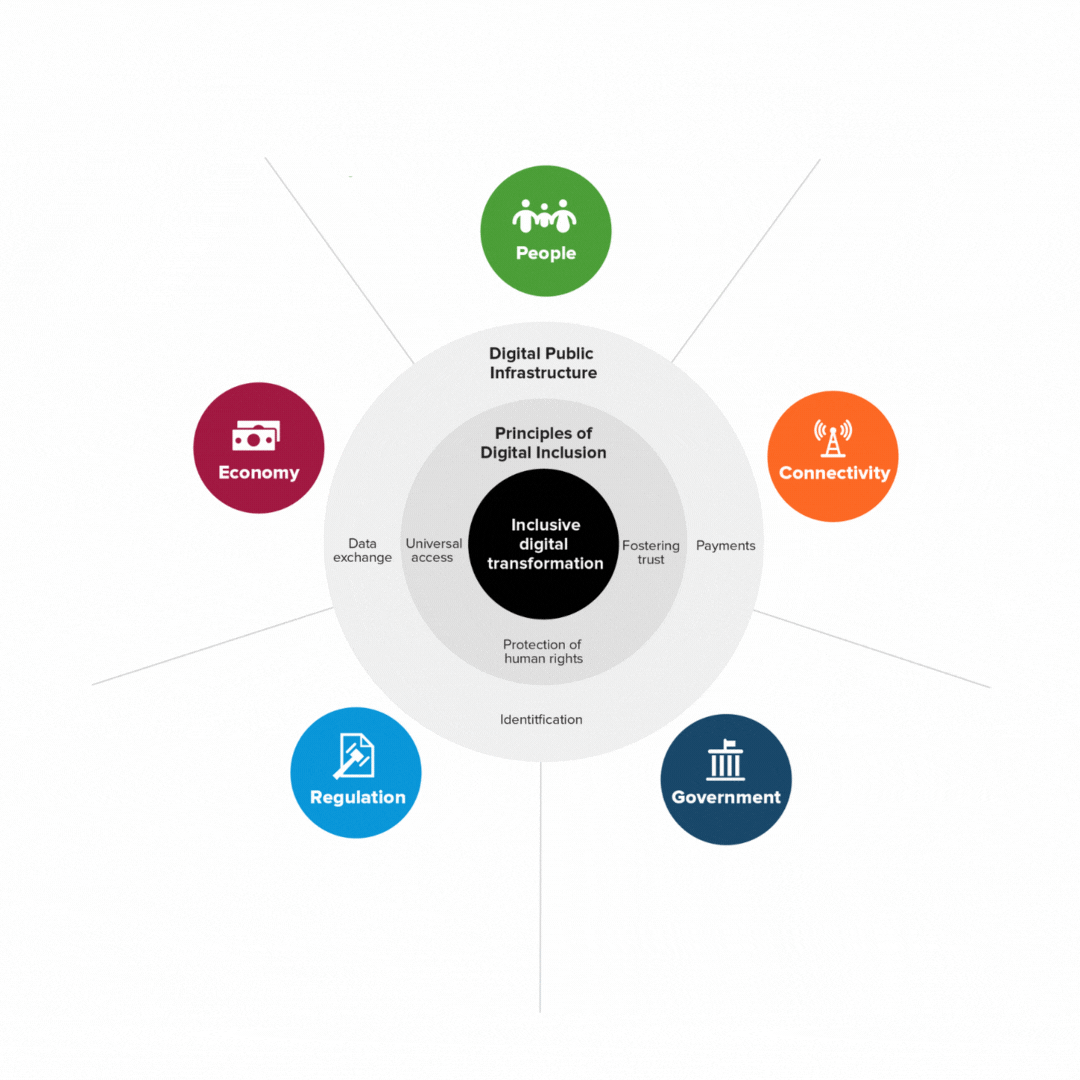 People
Digital Public
Infrastructure
Principles of
Digital Inclusion
Economy
Connectivity
Inclusive
digital
transformation
Data
exchange
Universal
access
Fostering
trust
Payments
Protection of
human rights
Identitfication
Regulation
Government